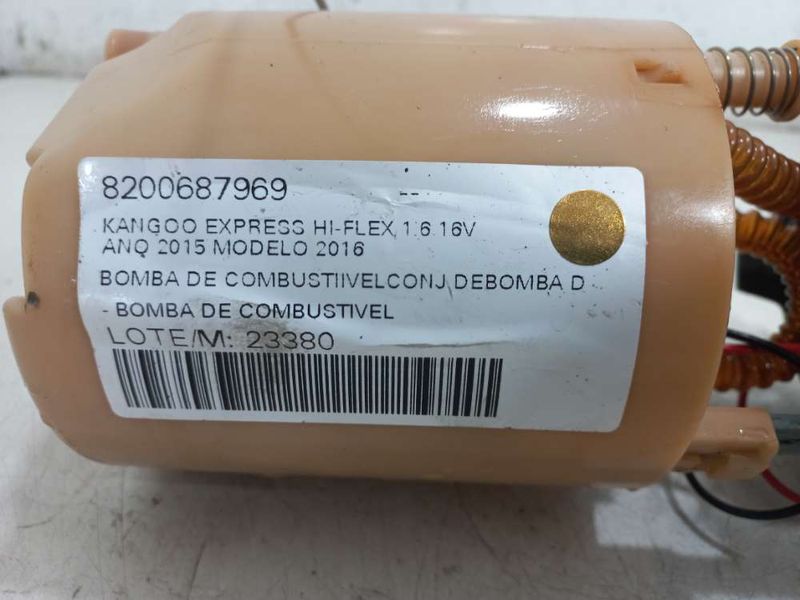 8200687969 --
KANGOO EXPRESS HI-FLEX 1.6 16V
ANO 2015 MODELO 2016
BOMBA DE COMBUSTIIVELCONJ DEBOMBA D
- BOMBA DE COMBUSTIVEL
LOTE/M: 23380